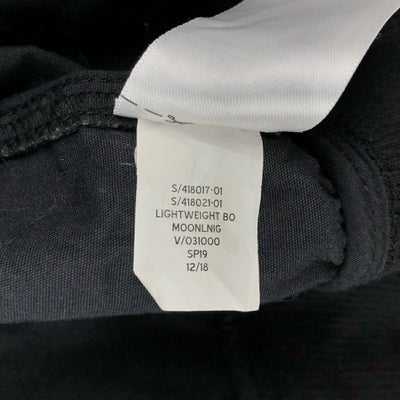 S/418017-01
S/418021-01
LIGHTWEIGHT BO
MOONLNIG
V/031000
SP19
12/18